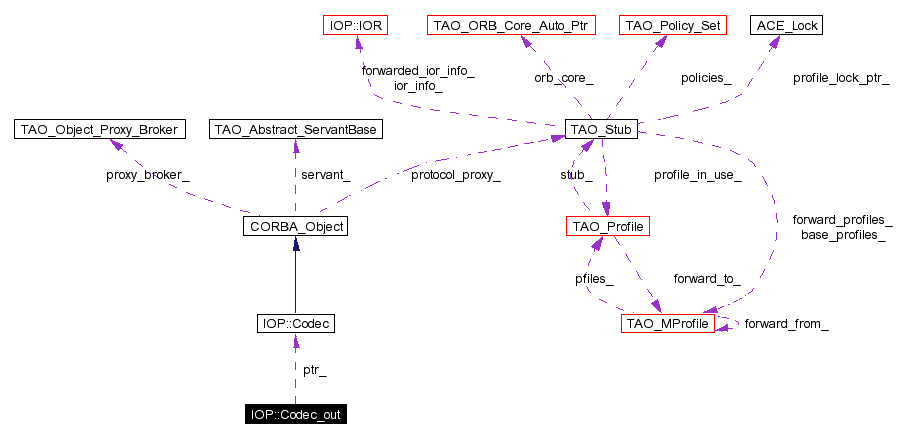 IOP::IOR
TAO_ORB_Core_Auto_Ptr
TAO_Policy_Set
ACE_Lock
forwarded_ior_info_
ior_info_
orb_core_
policies_
profile_lock_ptr_
TAO_Object_Proxy_Broker
TAO_Abstract_ServantBase
TAO_Stub
proxy_broker_
servant_
protocol_proxy_
stub_
profile_in_use_
forward_profiles_
base_profiles_
CORBA_Object
TAO_Profile
pfiles_
forward_to_
IOP::Codec
TAO_MProfile
forward_from_
ptr_
IOP::Codec_out